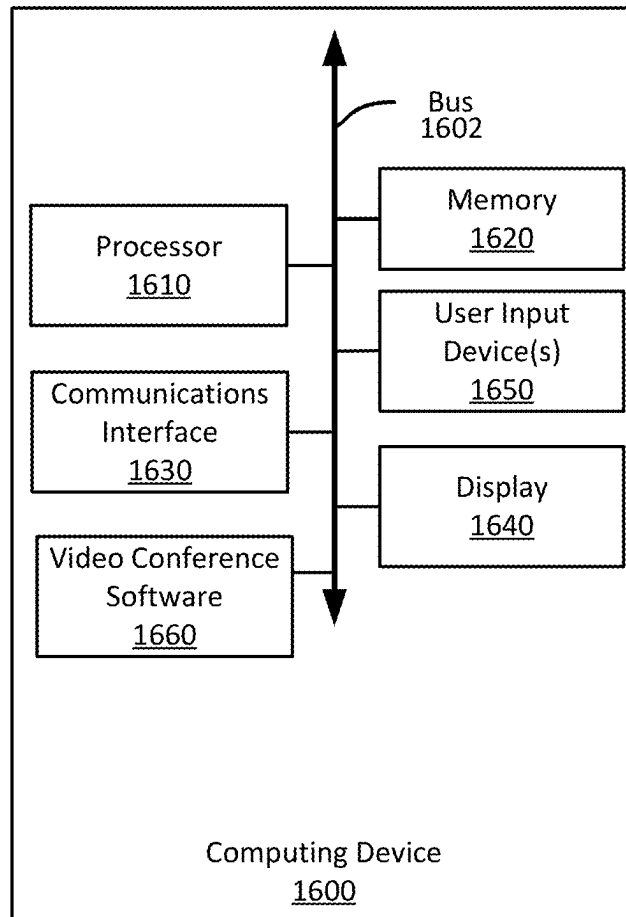 Bus
1602
Processor
1610
Memory
1620
User Input
Device(s)
1650
Communications
Interface
1630
Display
1640
Video Conference
Software
1660
Computing Device
1600